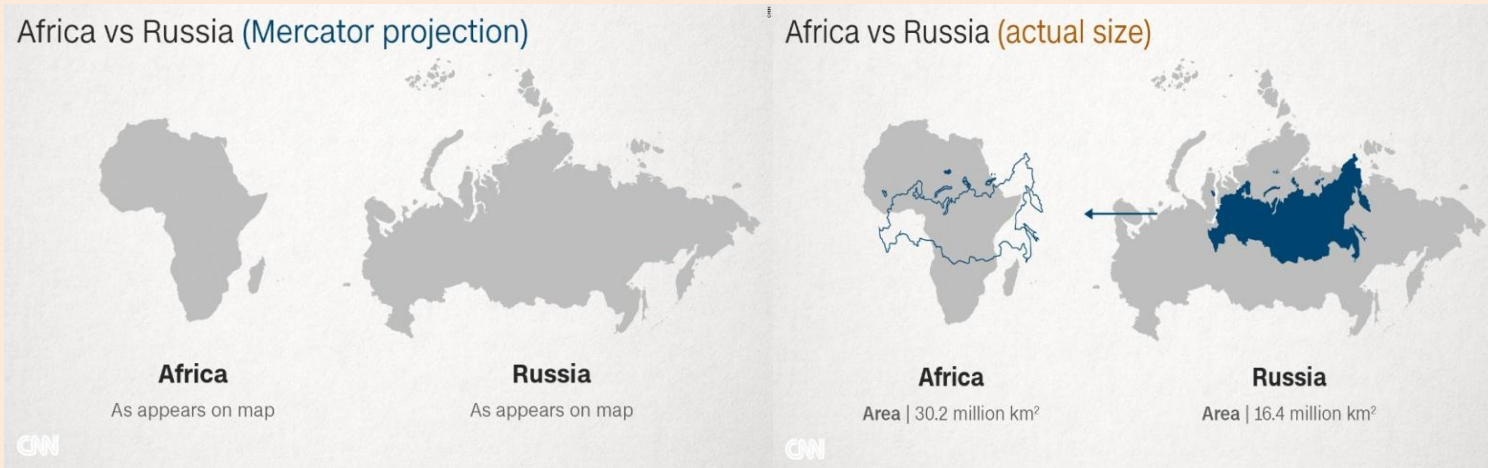 Africa vs Russia (Mercator projection)
Africa
As appears on map
Russia
As appears on map
CNN
Africa vs Russia (actual size)
Africa
Area | 30.2 million km²
Russia
Area | 16.4 million km²
CNN